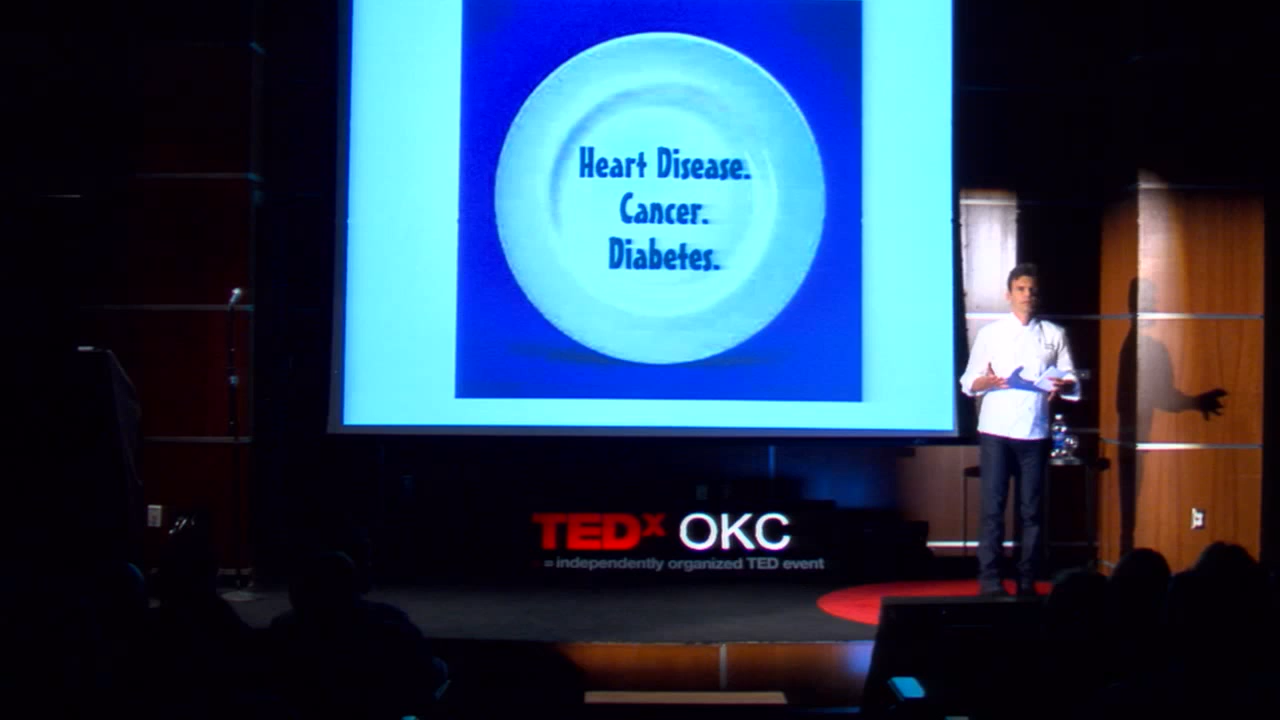 Heart Disease.
Cancer.
Diabetes.
TEDx OKC
x = independently organized TED event